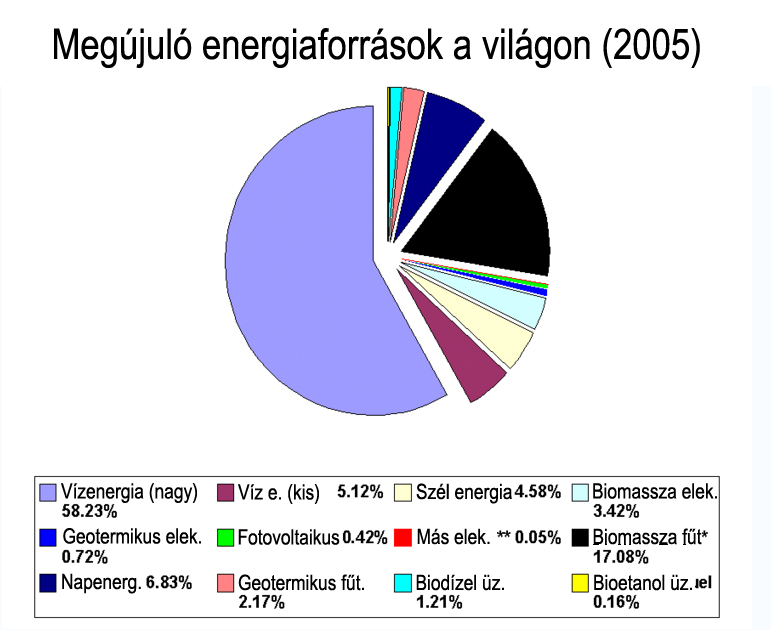 Megújuló energiaforrások a világon (2005)
Vízenergia (nagy) 58.23%
Víz e. (kis) 5.12%
Szél energia 4.58%
Biomassza elek. 3.42%
Geotermikus elek. 0.72%
Fotovoltaikus 0.42%
Más elek. ** 0.05%
Biomassza fűt* 17.08%
Napenerg. 6.83%
Geotermikus fűt. 2.17%
Biodízel üz. 1.21%
Bioetanol üz. 0.16%